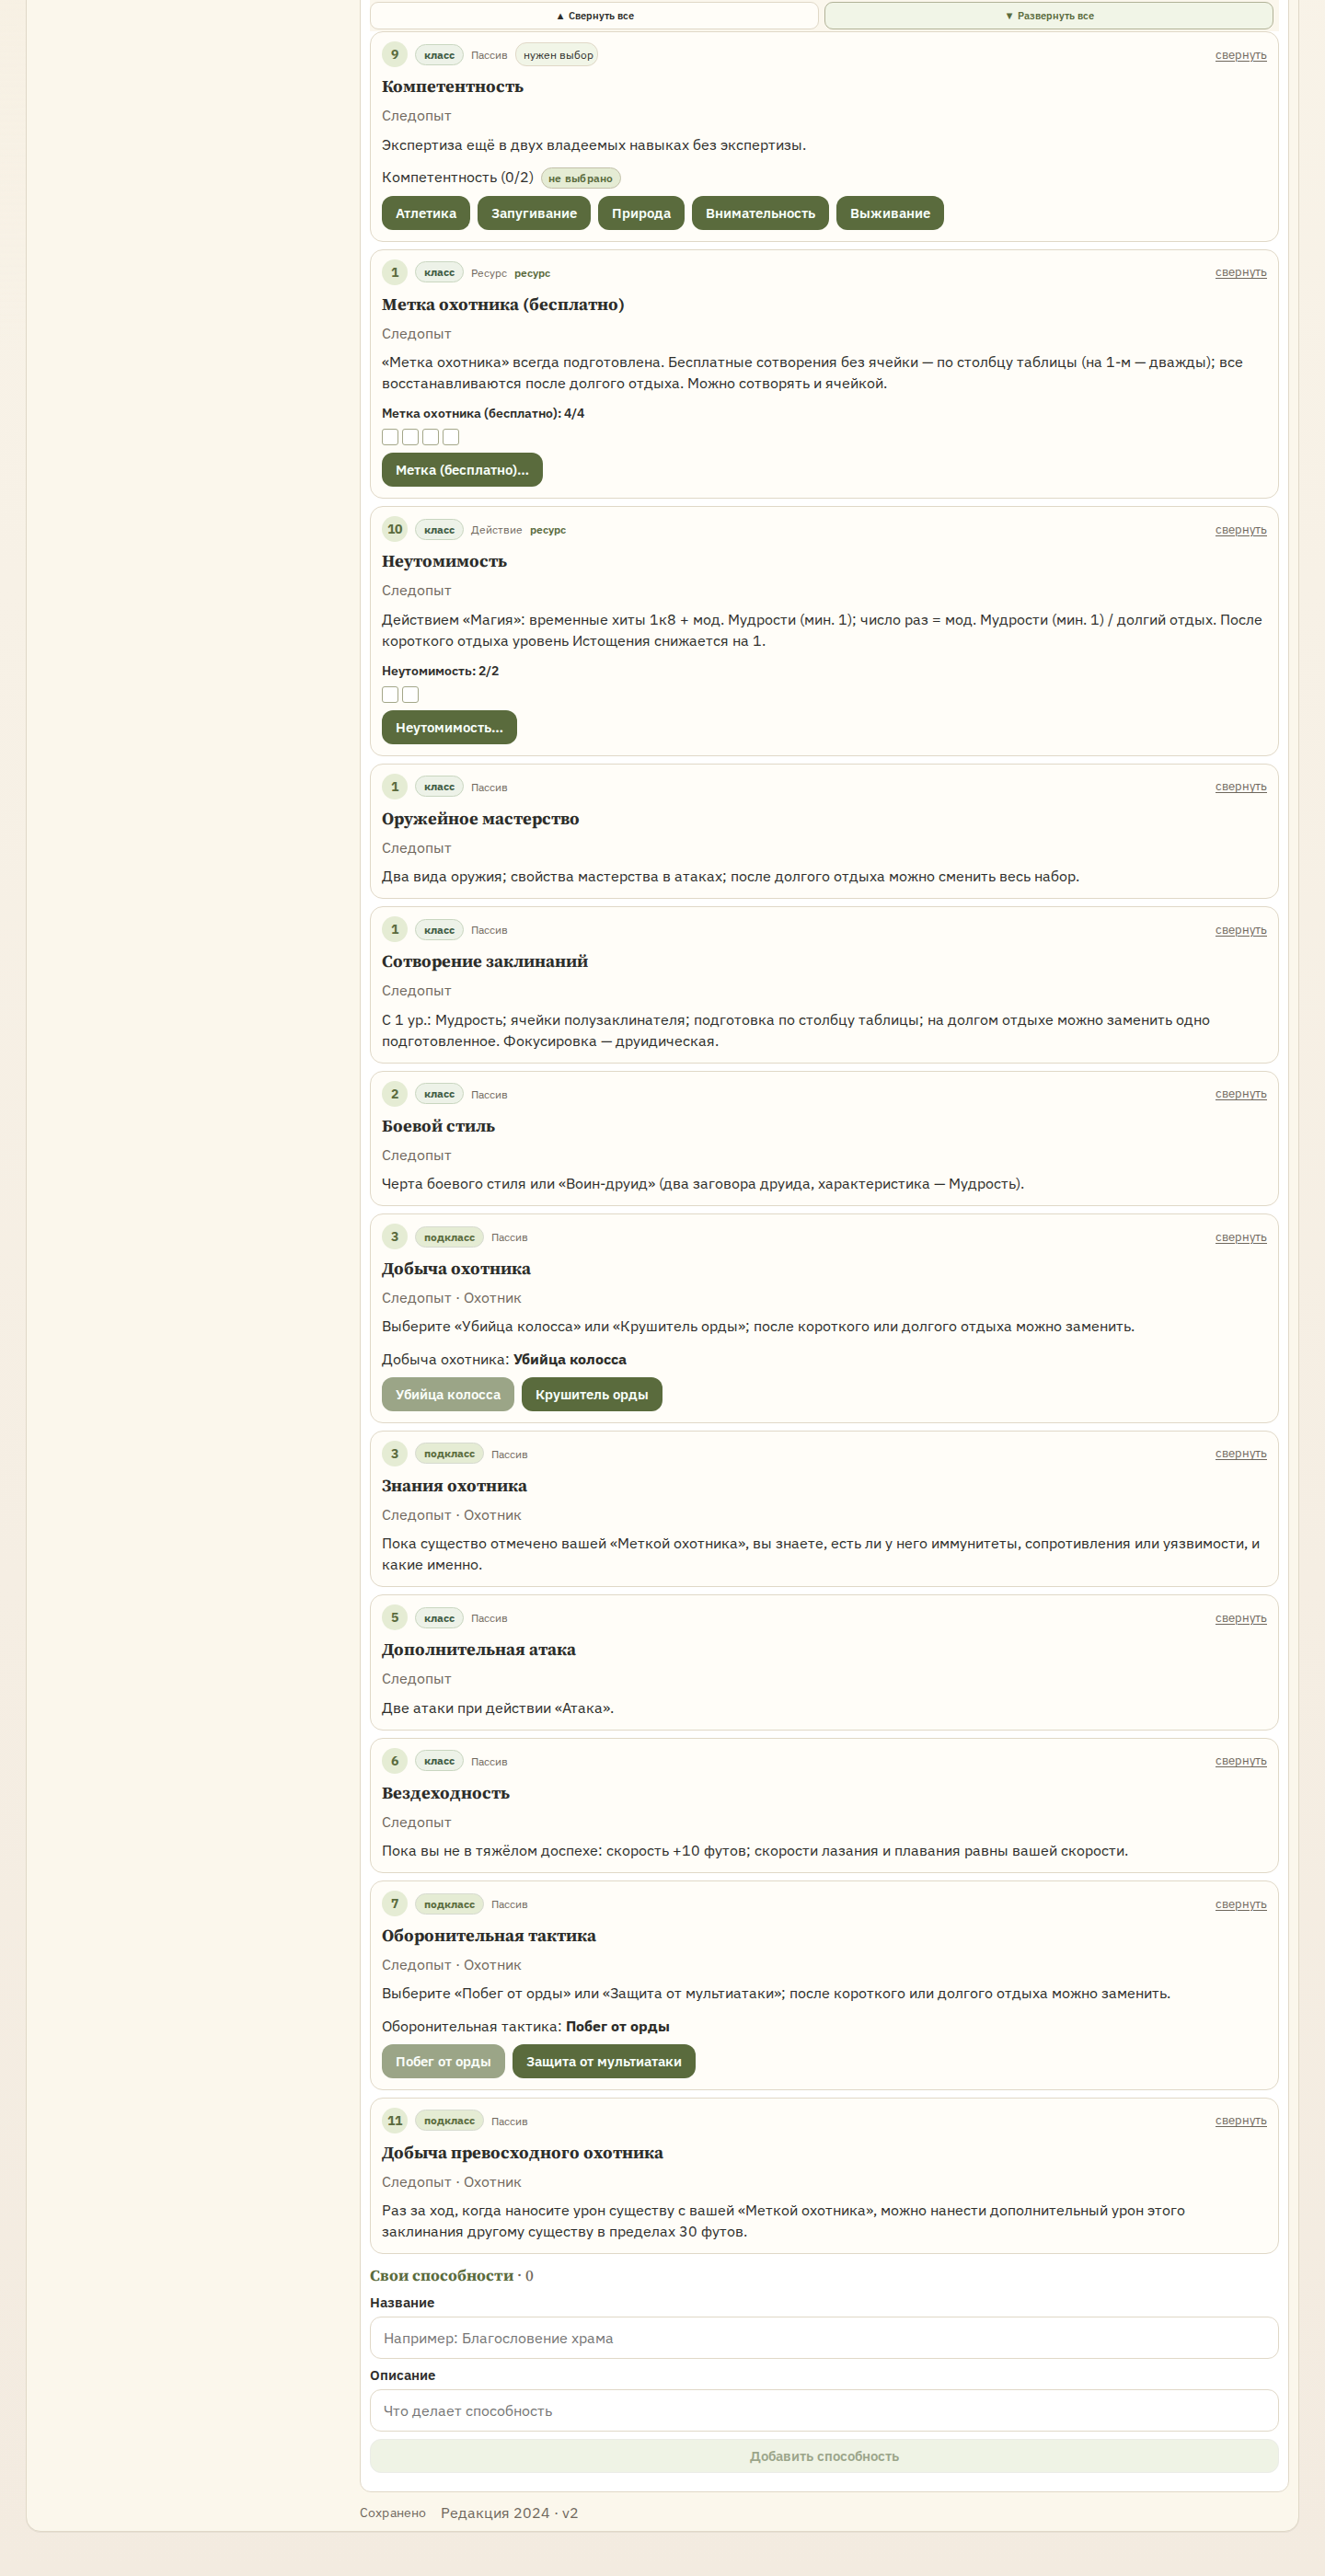 ▲ Свернуть все
▼ Развернуть все
9 класс Пассив нужен выбор свернуть
Компетентность
Следопыт
Экспертиза ещё в двух владеемых навыках без экспертизы.
Компетентность (0/2) не выбрано
Атлетика Запугивание Природа Внимательность Выживание
1 класс Ресурс ресурс свернуть
Метка охотника (бесплатно)
Следопыт
«Метка охотника» всегда подготовлена. Бесплатные сотворения без ячейки — по столбцу таблицы (на 1-м — дважды); все
восстанавливаются после долгого отдыха. Можно сотворять и ячейкой.
Метка охотника (бесплатно): 4/4
Метка (бесплатно)...
10 класс Действие ресурс свернуть
Неутомимость
Следопыт
Действием «Магия»: временные хиты 1к8 + мод. Мудрости (мин. 1); число раз = мод. Мудрости (мин. 1) / долгий отдых. После
короткого отдыха уровень Истощения снижается на 1.
Неутомимость: 2/2
Неутомимость...
1 класс Пассив свернуть
Оружейное мастерство
Следопыт
Два вида оружия; свойства мастерства в атаках; после долгого отдыха можно сменить весь набор.
1 класс Пассив свернуть
Сотворение заклинаний
Следопыт
С 1 ур.: Мудрость; ячейки полузаклинателя; подготовка по столбцу таблицы; на долгом отдыхе можно заменить одно
подготовленное. Фокусировка — друидическая.
2 класс Пассив свернуть
Боевой стиль
Следопыт
Черта боевого стиля или «Воин-друид» (два заговора друида, характеристика — Мудрость).
3 подкласс Пассив свернуть
Добыча охотника
Следопыт · Охотник
Выберите «Убийца колосса» или «Крушитель орды»; после короткого или долгого отдыха можно заменить.
Добыча охотника: Убийца колосса
Убийца колосса Крушитель орды
3 подкласс Пассив свернуть
Знания охотника
Следопыт · Охотник
Пока существо отмечено вашей «Меткой охотника», вы знаете, есть ли у него иммунитеты, сопротивления или уязвимости, и
какие именно.
5 класс Пассив свернуть
Дополнительная атака
Следопыт
Две атаки при действии «Атака».
6 класс Пассив свернуть
Вездеходность
Следопыт
Пока вы не в тяжёлом доспехе: скорость +10 футов; скорости лазания и плавания равны вашей скорости.
7 подкласс Пассив свернуть
Оборонительная тактика
Следопыт · Охотник
Выберите «Побег от орды» или «Защита от мультиатаки»; после короткого или долгого отдыха можно заменить.
Оборонительная тактика: Побег от орды
Побег от орды Защита от мультиатаки
11 подкласс Пассив свернуть
Добыча превосходного охотника
Следопыт · Охотник
Раз за ход, когда наносите урон существу с вашей «Меткой охотника», можно нанести дополнительный урон этого
заклинания другому существу в пределах 30 футов.
Свои способности · 0
Название
Например: Благословение храма
Описание
Что делает способность
Добавить способность
Сохранено Редакция 2024 · v2